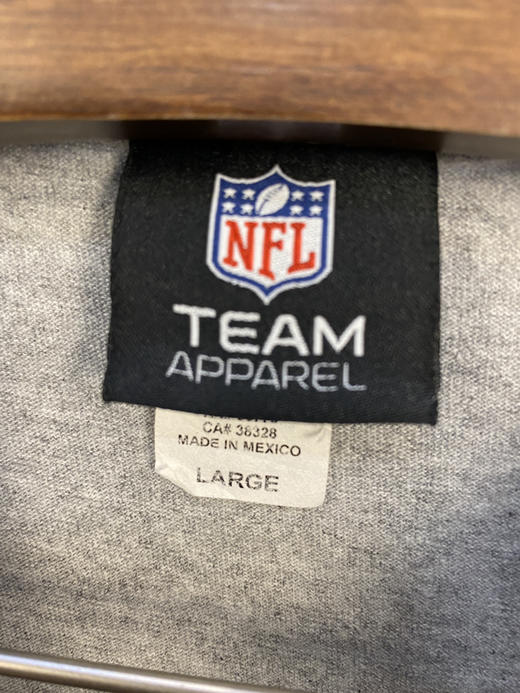 NFL
TEAM
APPAREL
CA# 38328
MADE IN MEXICO
LARGE